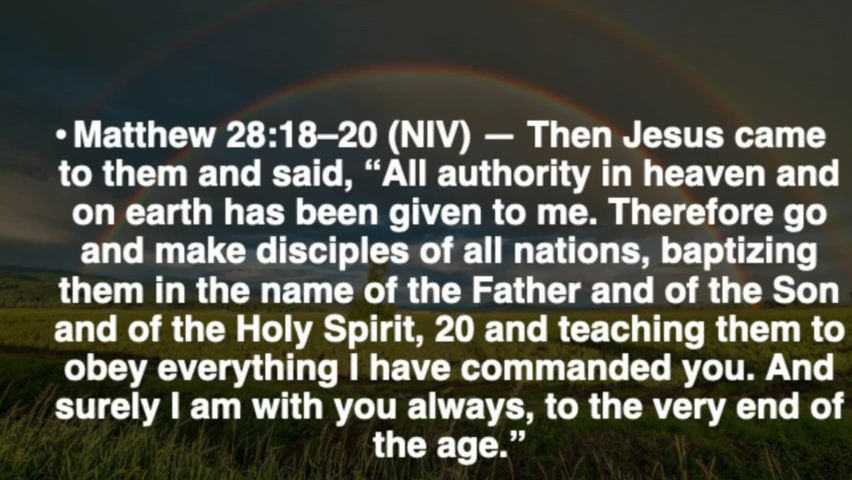 • Matthew 28:18–20 (NIV) — Then Jesus came
to them and said, “All authority in heaven and
on earth has been given to me. Therefore go
and make disciples of all nations, baptizing
them in the name of the Father and of the Son
and of the Holy Spirit, 20 and teaching them to
obey everything I have commanded you. And
surely I am with you always, to the very end of
the age.”